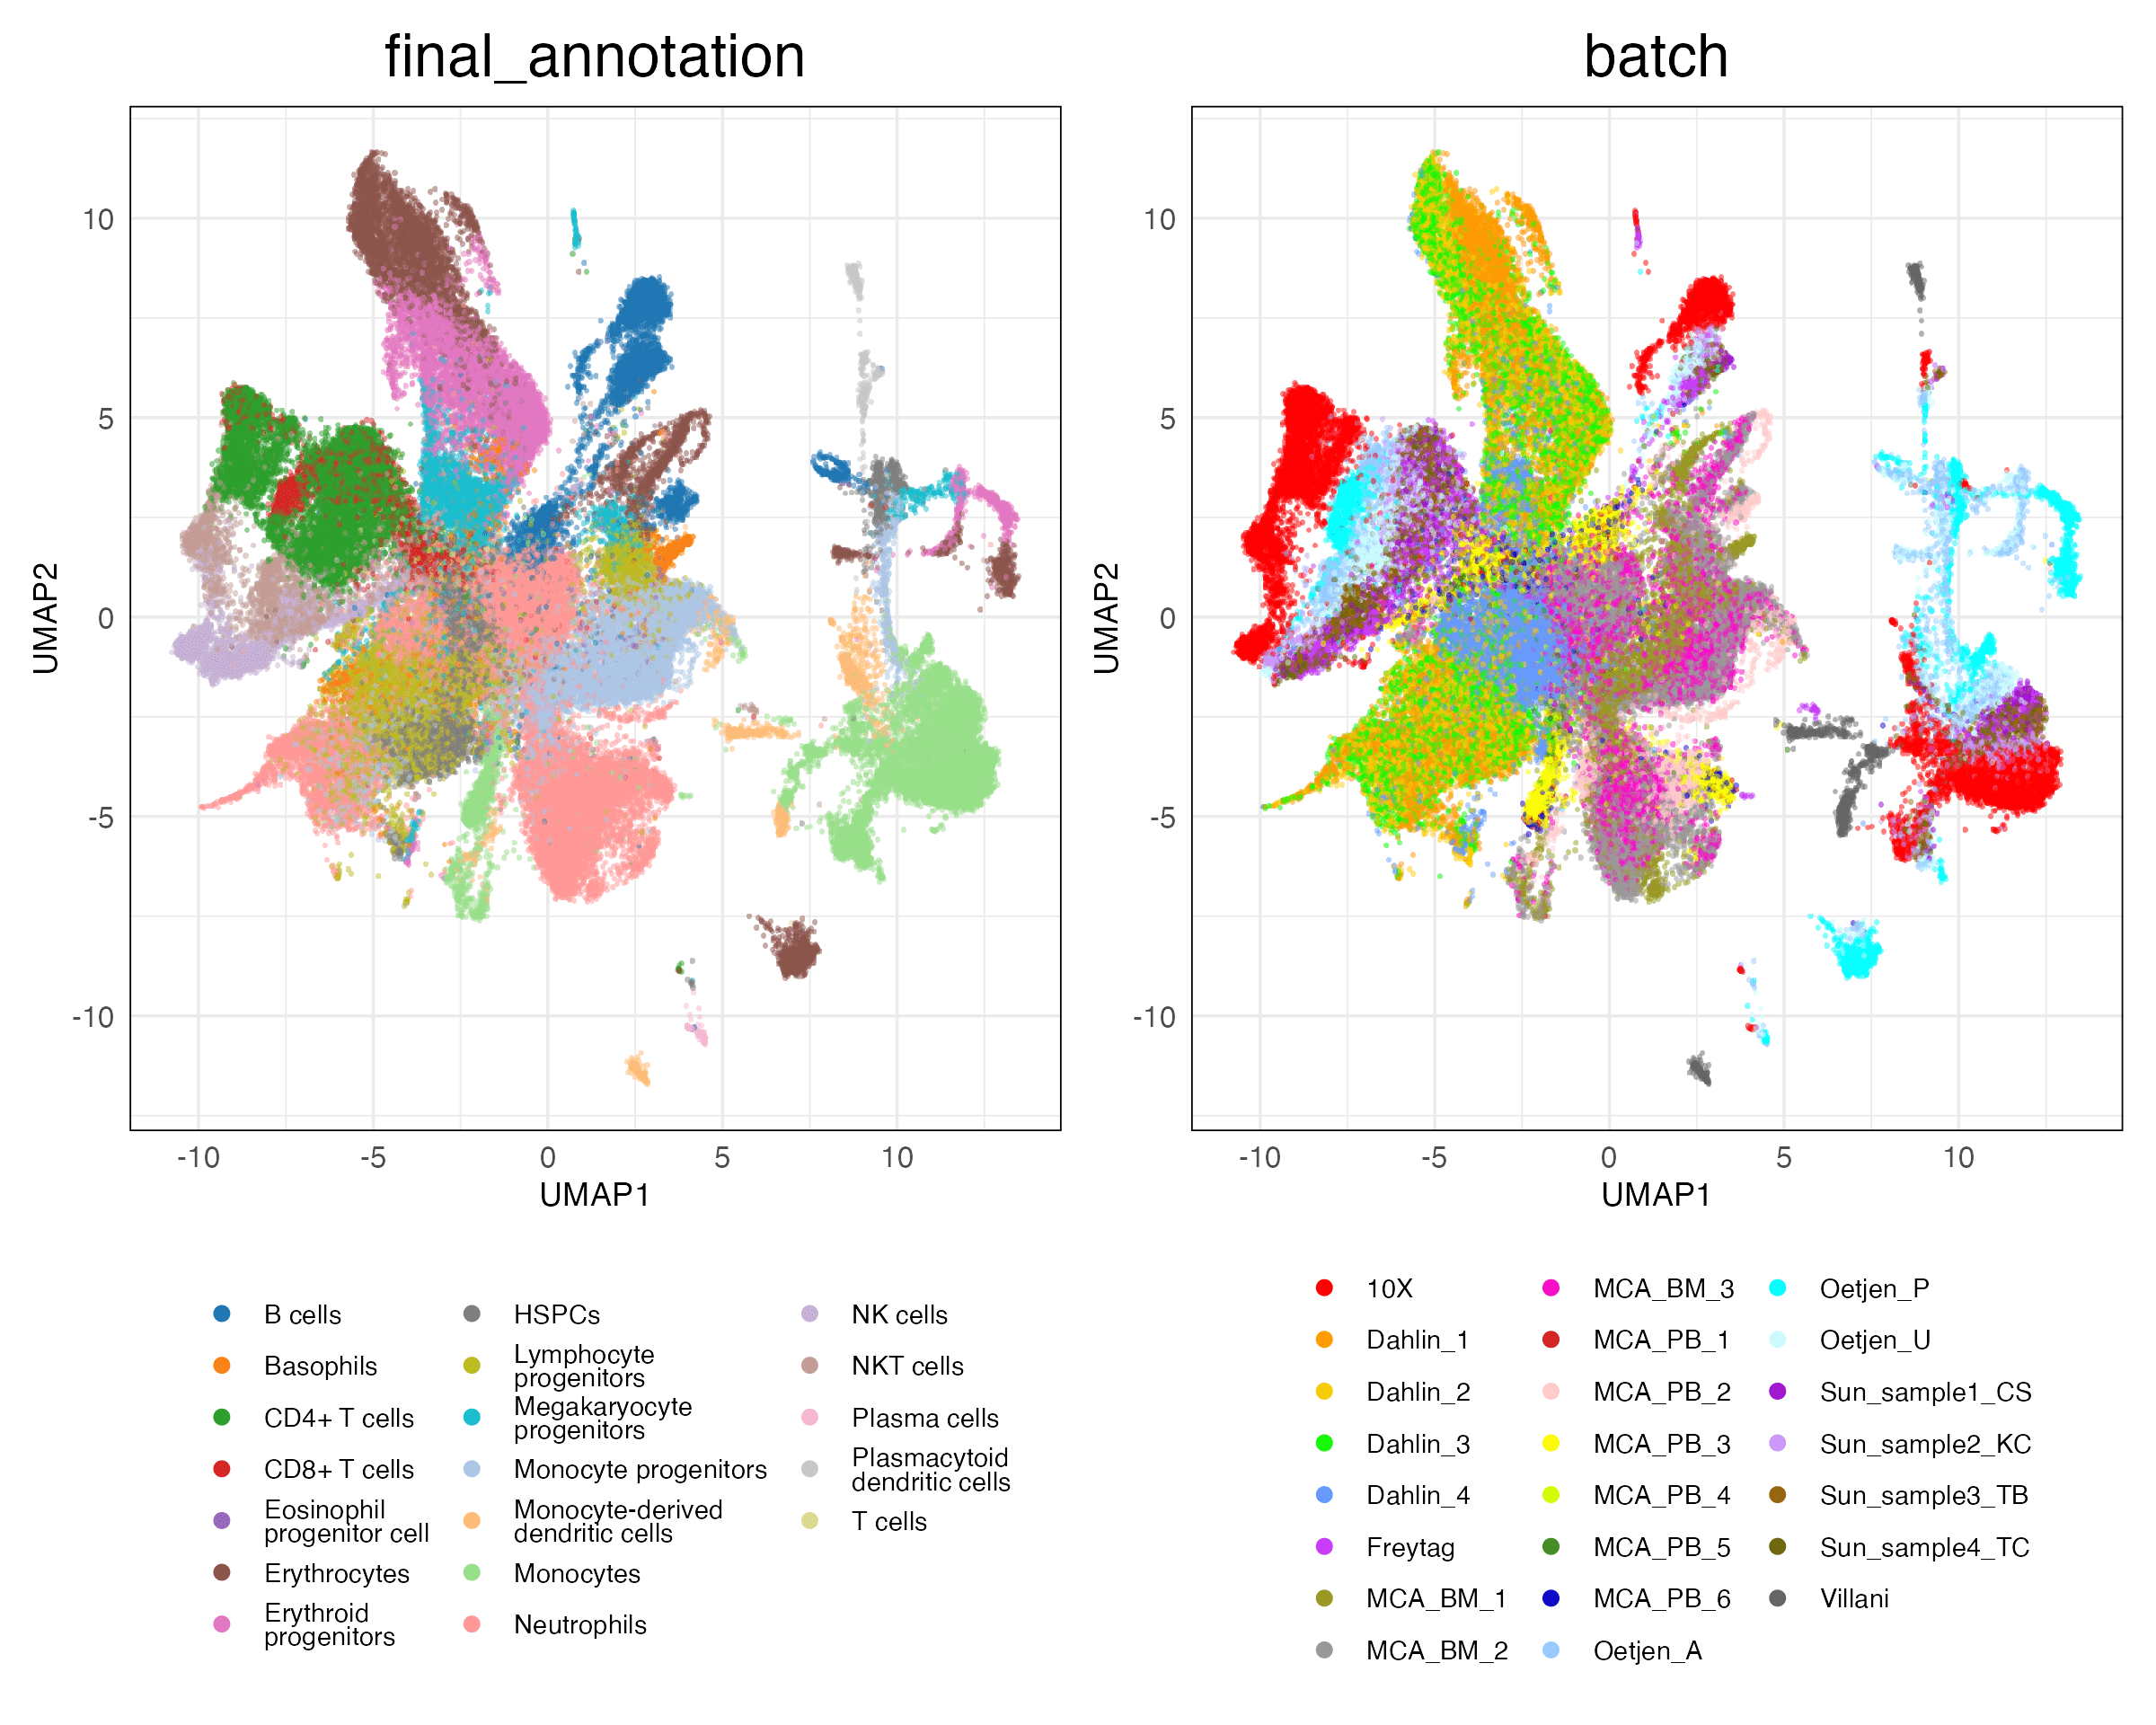 final_annotation
batch
UMAP2
10
5
0
-5
-10
-10
-5
0
5
10
UMAP1
UMAP2
10
5
0
-5
-10
-10
-5
0
5
10
UMAP1
B cells
Basophils
CD4+ T cells
CD8+ T cells
Eosinophil
progenitor cell
Erythrocytes
Erythroid
progenitors
HSPCs
Lymphocyte
progenitors
Megakaryocyte
progenitors
Monocyte progenitors
Monocyte-derived
dendritic cells
Monocytes
Neutrophils
NK cells
NKT cells
Plasma cells
Plasmacytoid
dendritic cells
T cells
10X
Dahlin_1
Dahlin_2
Dahlin_3
Dahlin_4
Freytag
MCA_BM_1
MCA_BM_2
MCA_BM_3
MCA_PB_1
MCA_PB_2
MCA_PB_3
MCA_PB_4
MCA_PB_5
MCA_PB_6
Oetjen_A
Oetjen_P
Oetjen_U
Sun_sample1_CS
Sun_sample2_KC
Sun_sample3_TB
Sun_sample4_TC
Villani